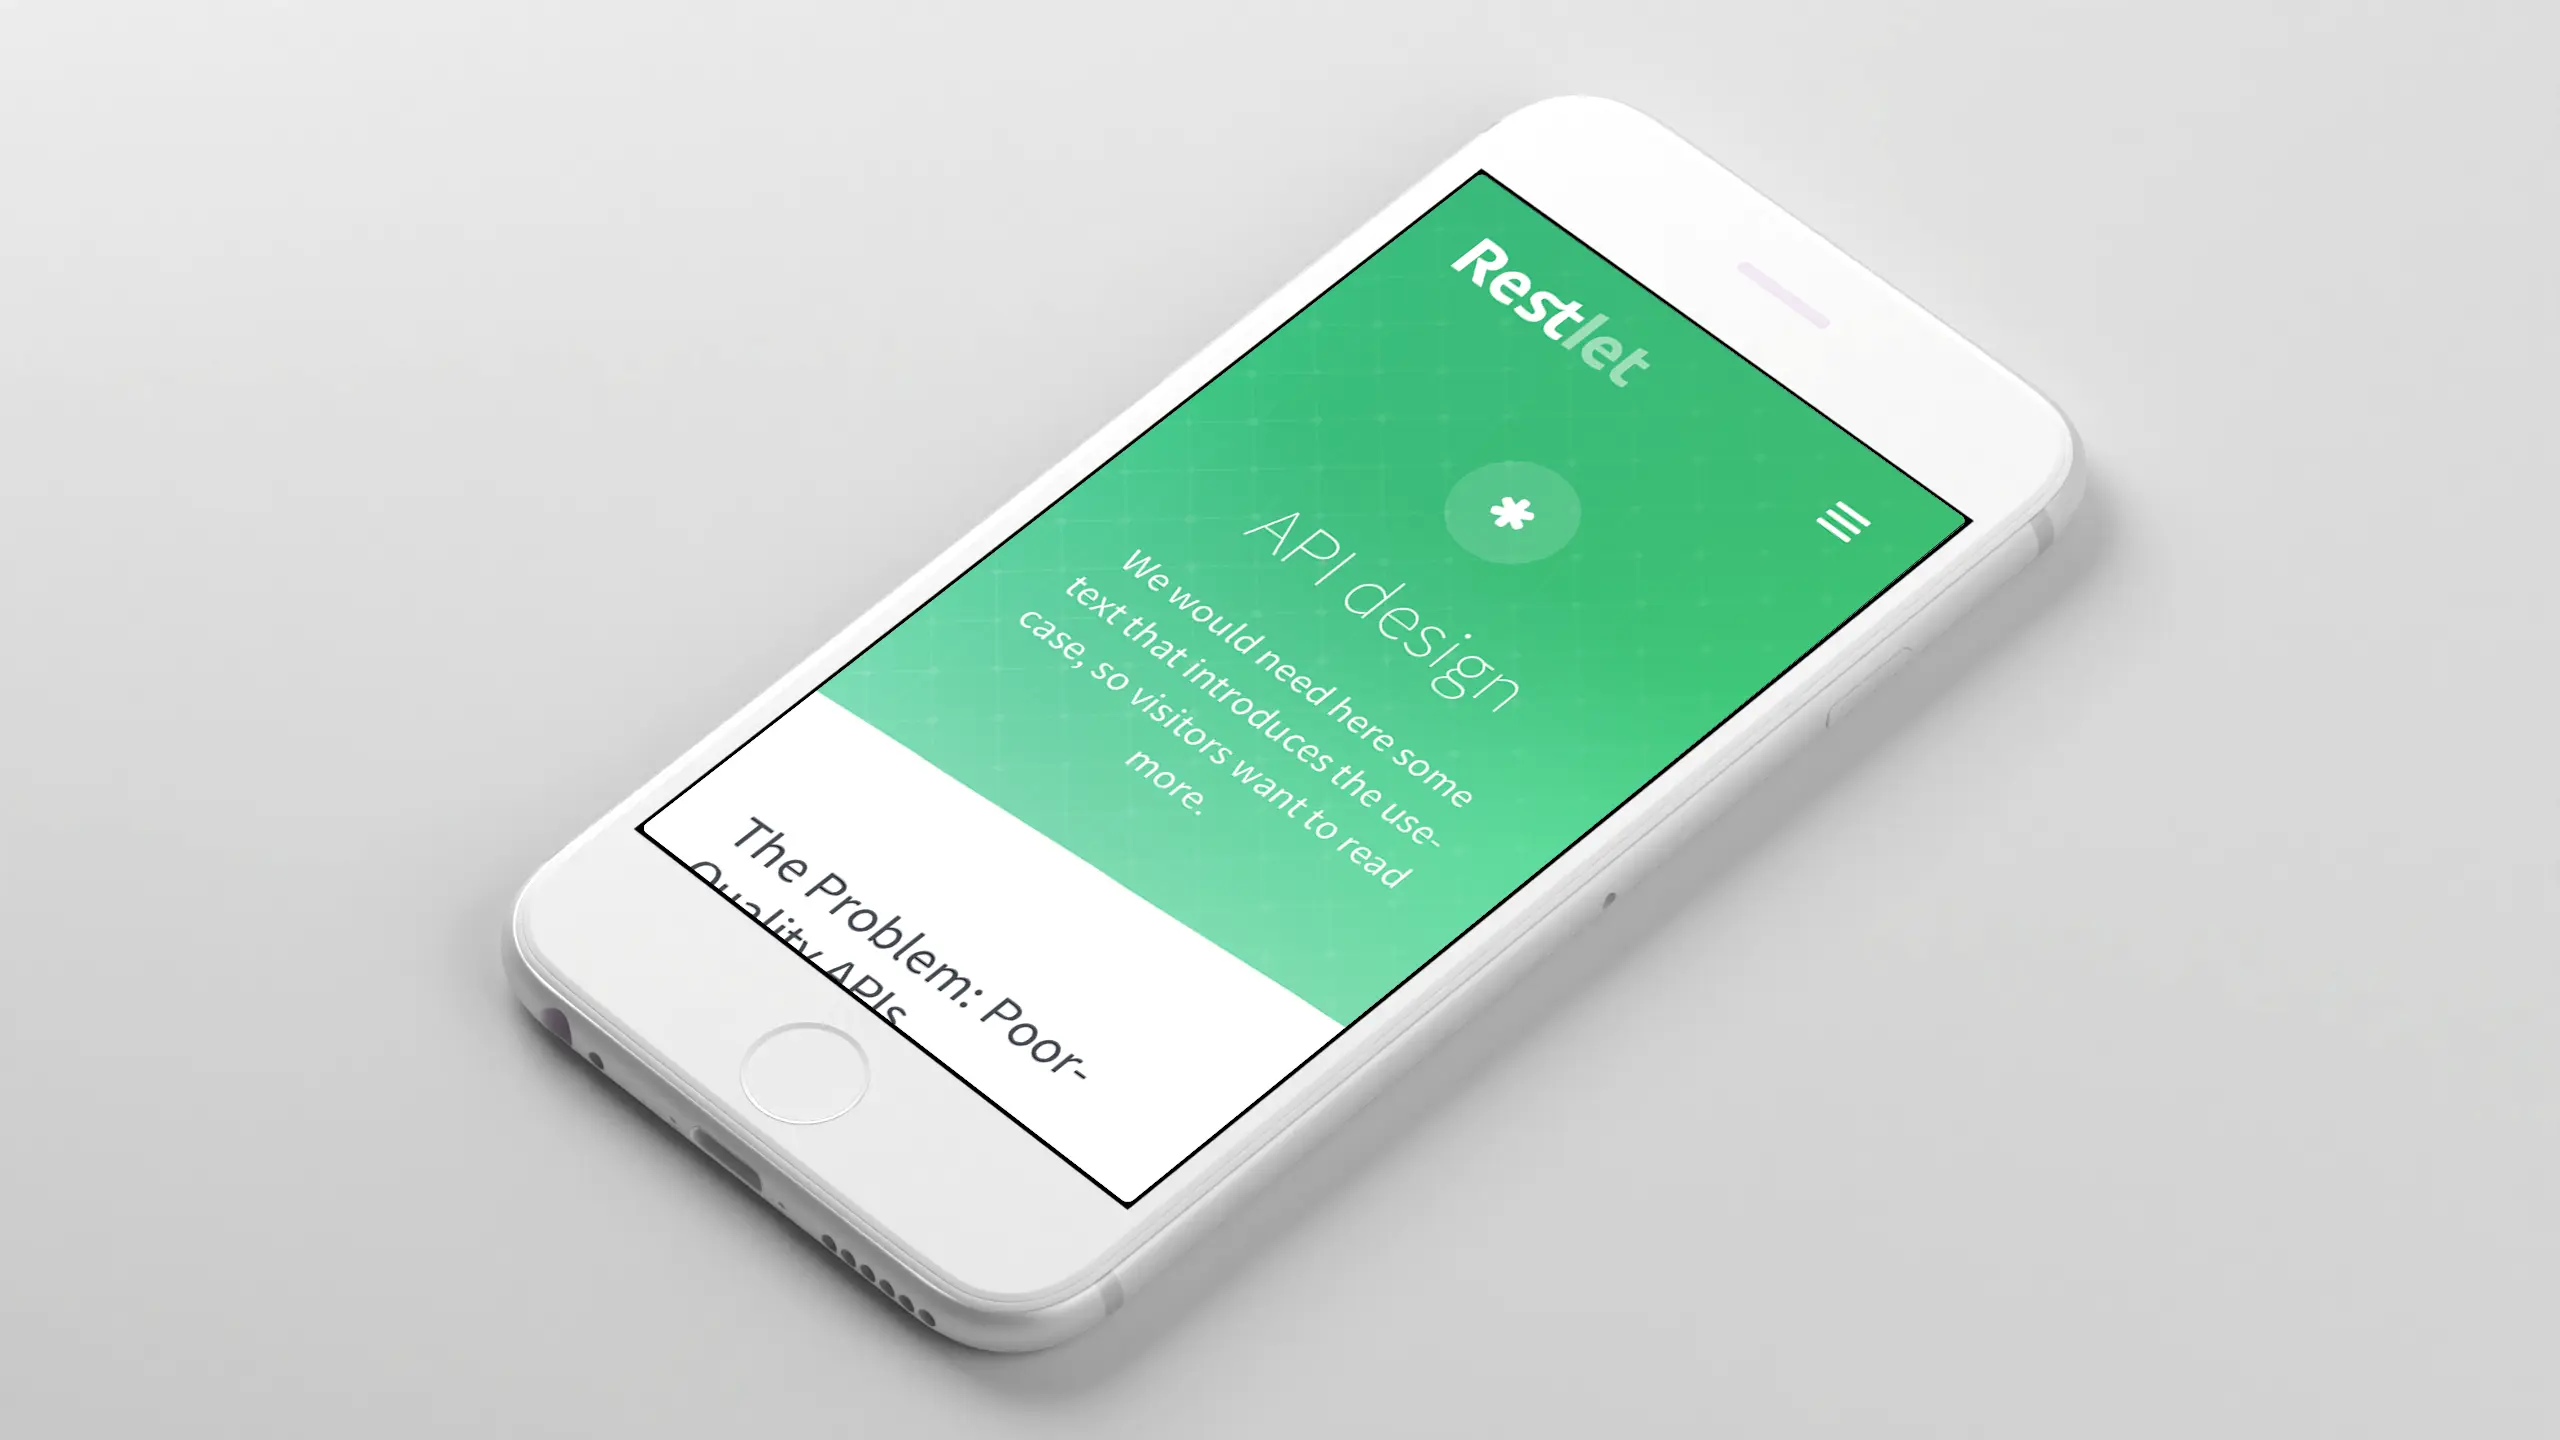 Restlet
API design
We would need here some
text that introduces the use-
case, so visitors want to read
more.
The Problem: Poor-
Quality APIs